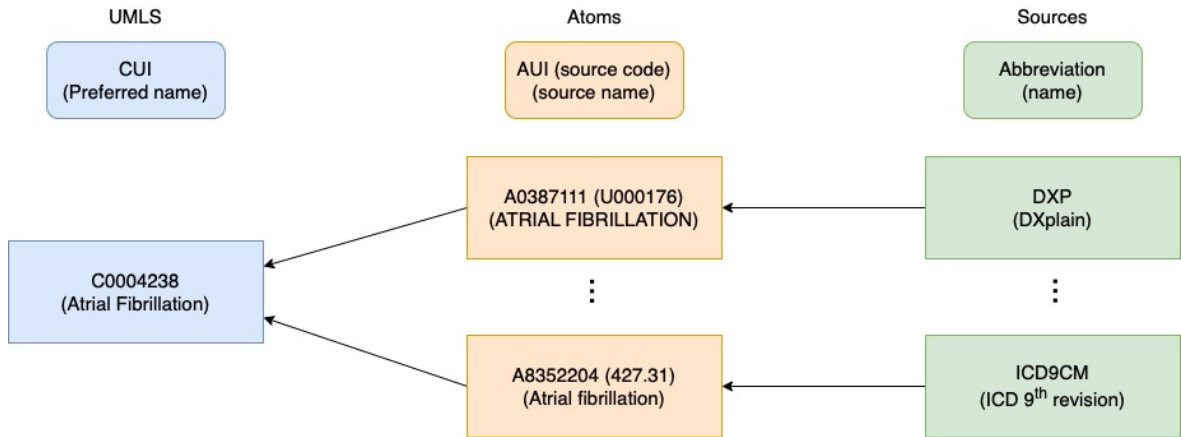 UMLS
Atoms
Sources
CUI
(Preferred name)
AUI (source code)
(source name)
Abbreviation
(name)
A0387111 (U000176)
(ATRIAL FIBRILLATION)
DXP
(DXplain)
C0004238
(Atrial Fibrillation)
⋮
⋮
A8352204 (427.31)
(Atrial fibrillation)
ICD9CM
(ICD 9th revision)